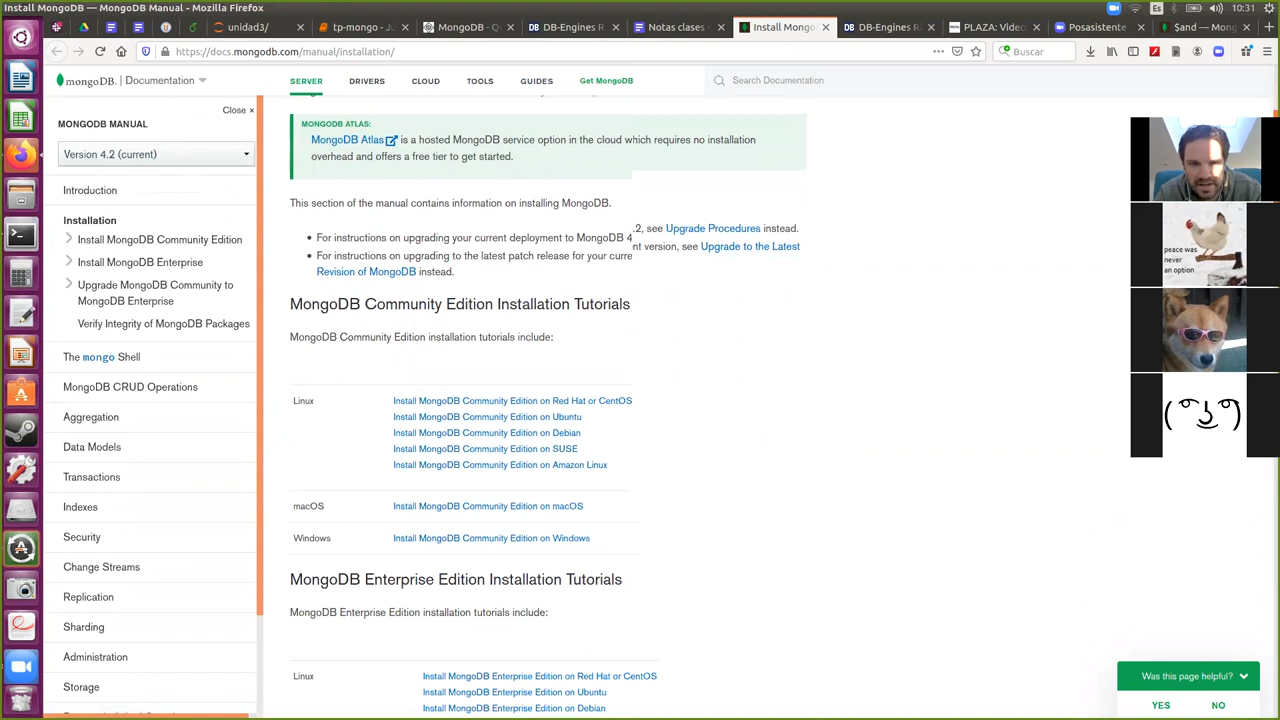 Install MongoDB — MongoDB Manual - Mozilla Firefox
Es
10:31
unidad3/
tp-mongo - Ju
MongoDB - Qu
DB-Engines R
Notas clases -
Install Mongo
DB-Engines Re
PLAZA: Video
Posasistente
$and — Mong
https://docs.mongodb.com/manual/installation/
Buscar
mongoDB. | Documentation
SERVER
DRIVERS
CLOUD
TOOLS
GUIDES
Get MongoDB
Search Documentation
Close ×
MONGODB MANUAL
Version 4.2 (current)
Introduction
Installation
Install MongoDB Community Edition
Install MongoDB Enterprise
Upgrade MongoDB Community to
MongoDB Enterprise
Verify Integrity of MongoDB Packages
The mongo Shell
MongoDB CRUD Operations
Aggregation
Data Models
Transactions
Indexes
Security
Change Streams
Replication
Sharding
Administration
Storage
MONGODB ATLAS:
MongoDB Atlas is a hosted MongoDB service option in the cloud which requires no installation
overhead and offers a free tier to get started.
This section of the manual contains information on installing MongoDB.
For instructions on upgrading your current deployment to MongoDB 4
.2, see Upgrade Procedures instead.
For instructions on upgrading to the latest patch release for your curre
nt version, see Upgrade to the Latest
Revision of MongoDB instead.
MongoDB Community Edition Installation Tutorials
MongoDB Community Edition installation tutorials include:
Linux
Install MongoDB Community Edition on Red Hat or CentOS
Install MongoDB Community Edition on Ubuntu
Install MongoDB Community Edition on Debian
Install MongoDB Community Edition on SUSE
Install MongoDB Community Edition on Amazon Linux
macOS
Install MongoDB Community Edition on macOS
Windows
Install MongoDB Community Edition on Windows
MongoDB Enterprise Edition Installation Tutorials
MongoDB Enterprise Edition installation tutorials include:
Linux
Install MongoDB Enterprise Edition on Red Hat or CentOS
Install MongoDB Enterprise Edition on Ubuntu
Install MongoDB Enterprise Edition on Debian
peace was
never
an option
( ͡° ͜ʖ ͡°)
Was this page helpful?
YES
NO